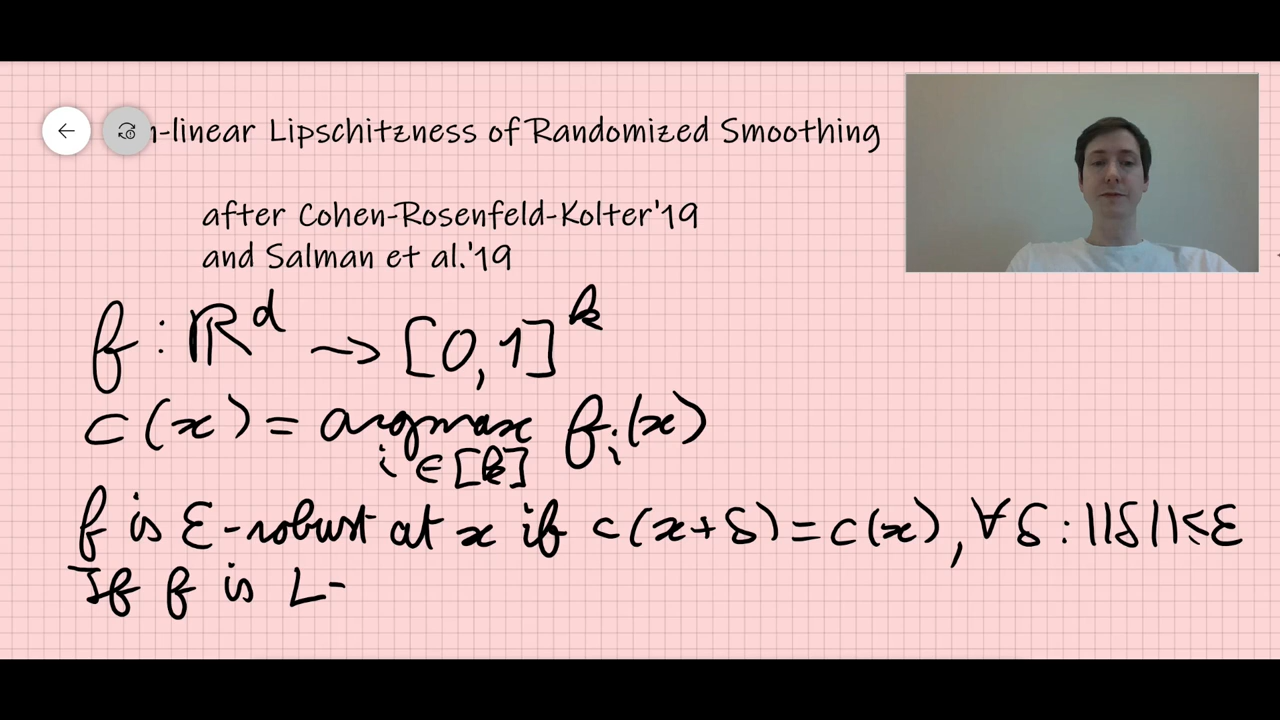 n-linear Lipschitzness of Randomized Smoothing
after Cohen-Rosenfeld-Kolter'19
and Salman et al.'19
f : ℝ^d → [0,1]^k
c(x) = argmax f_i(x)
i ∈ [k]
f is ε-robust at x if c(x+δ) = c(x), ∀δ : ||δ|| ≤ ε
If f is L-